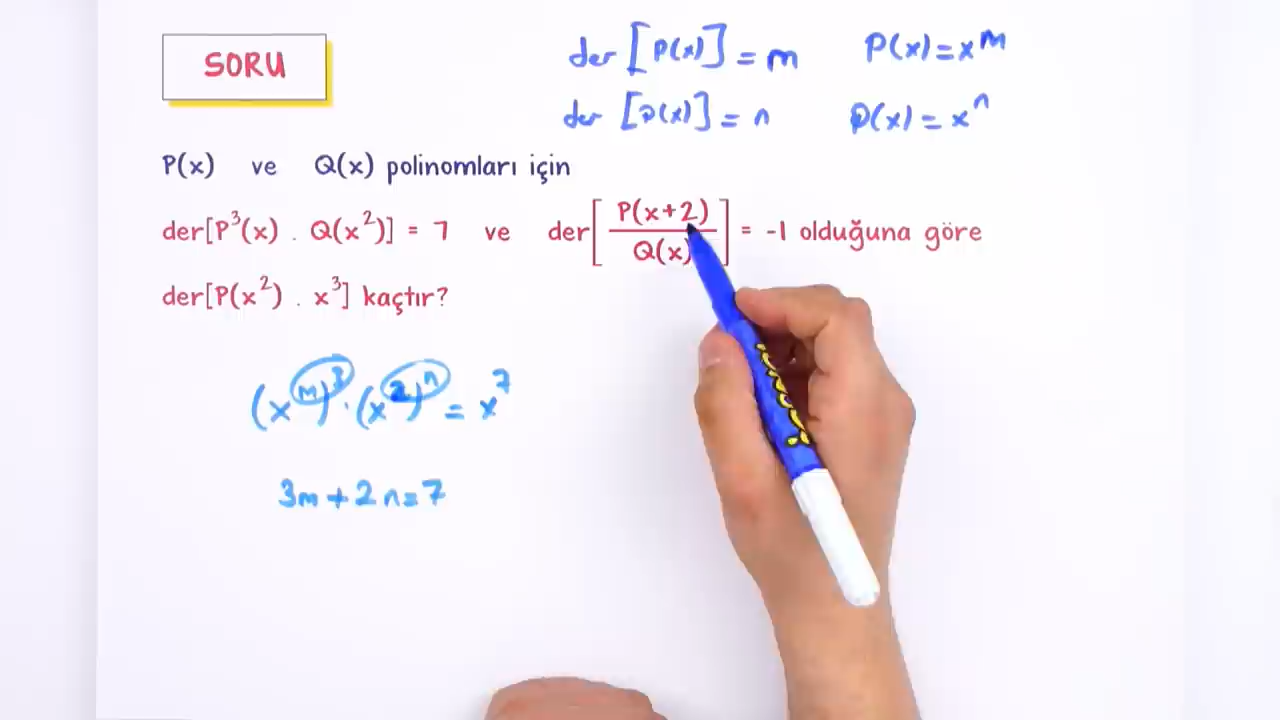 SORU
der [P(x)] = m P(x) = x^m
der [Q(x)] = n Q(x) = x^n
P(x) ve Q(x) polinomları için
der[P³(x) . Q(x²)] = 7 ve der[P(x+2)/Q(x)] = -1 olduğuna göre
der[P(x²) . x³] kaçtır?
(x^m)³ · (x²)^n = x⁷
3m + 2n = 7